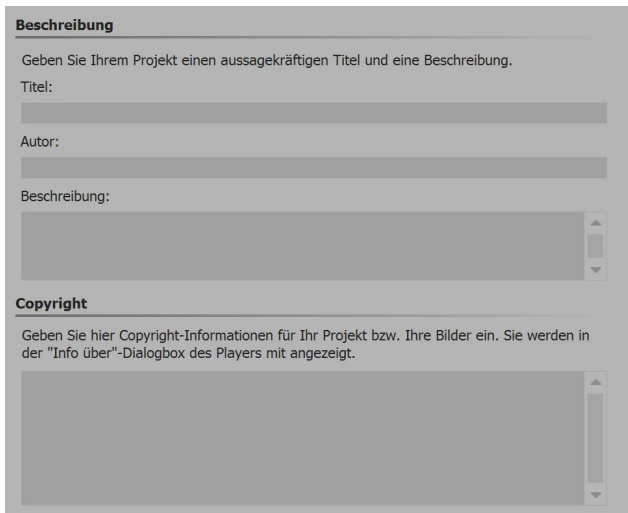 Beschreibung
Geben Sie Ihrem Projekt einen aussagekräftigen Titel und eine Beschreibung.
Titel:
Autor:
Beschreibung:
Copyright
Geben Sie hier Copyright-Informationen für Ihr Projekt bzw. Ihre Bilder ein. Sie werden in
der "Info über"-Dialogbox des Players mit angezeigt.